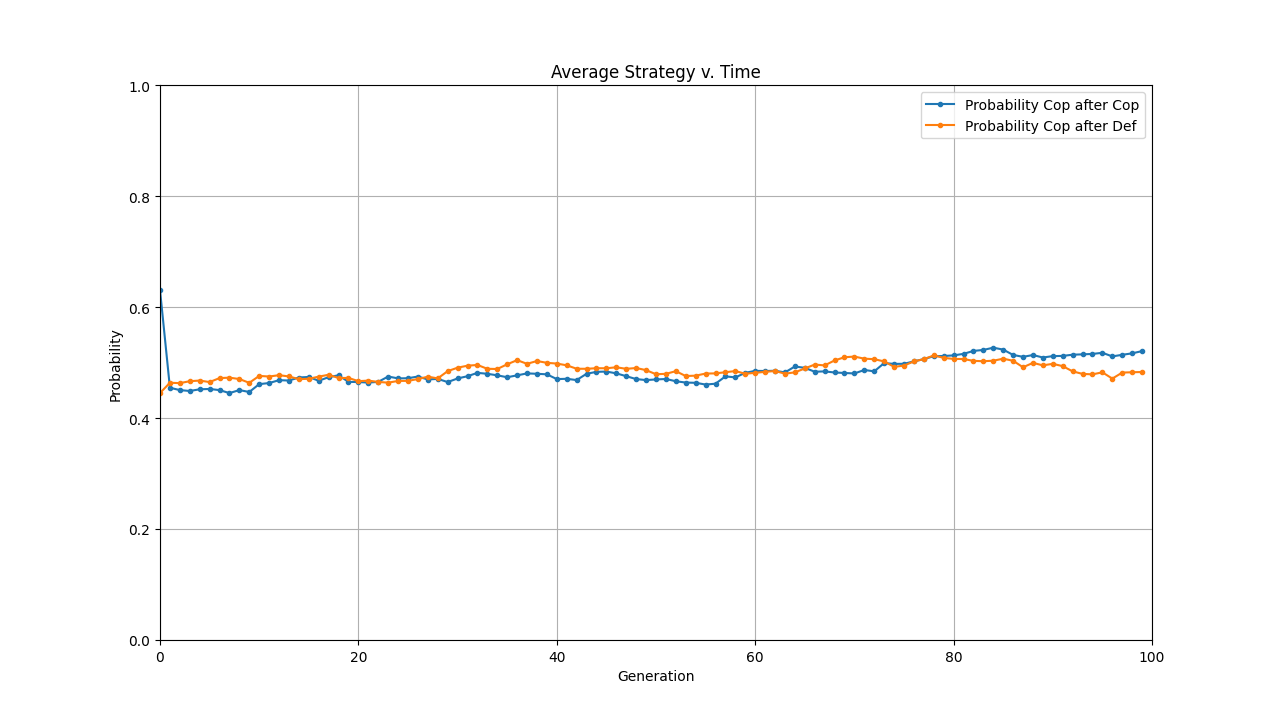 Average Strategy v. Time
Probability Cop after Cop
Probability Cop after Def
1.0
0.8
0.6
0.4
0.2
0.0
Probability
0 20 40 60 80 100
Generation